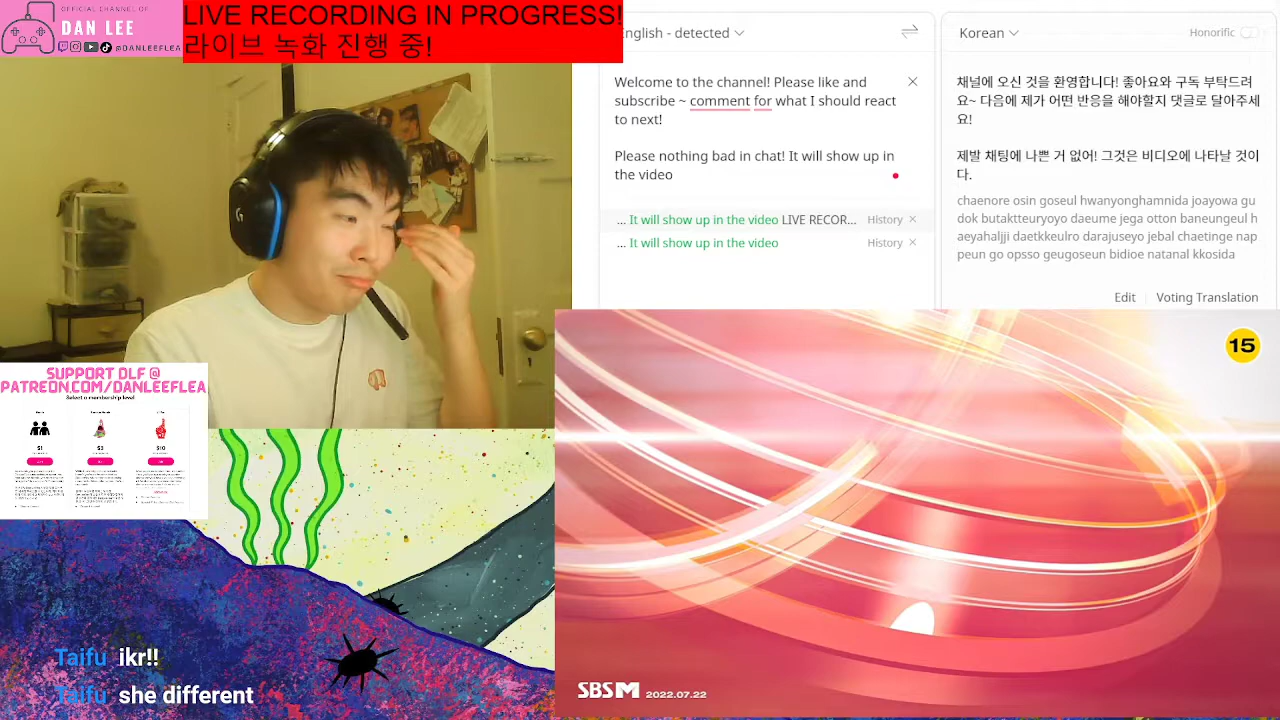 OFFICIAL CHANNEL OF
DAN LEE
@DANLEEFLEA
LIVE RECORDING IN PROGRESS!
라이브 녹화 진행 중!
nglish - detected
Korean
Honorific
Welcome to the channel! Please like and
subscribe ~ comment for what I should react
to next!
Please nothing bad in chat! It will show up in
the video
... It will show up in the video LIVE RECOR...
History
... It will show up in the video
History
채널에 오신 것을 환영합니다! 좋아요와 구독 부탁드려
요~ 다음에 제가 어떤 반응을 해야할지 댓글로 달아주세
요!
제발 채팅에 나쁜 거 없어! 그것은 비디오에 나타날 것이
다.
chaenore osin goseul hwanyonghamnida joayowa gu
dok butaktteuryoyo daeume jega otton baneungeul h
aeyahaljji daetkkeulro darajuseyo jebal chaetinge nap
peun go opsso geugoseun bidioe natanal kkosida
Edit
Voting Translation
15
SUPPORT DLF @
PATREON.COM/DANLEEFLEA
Select a membership level
$1
$10
Taifu ikr!!
Taifu she different
SBS M 2022.07.22